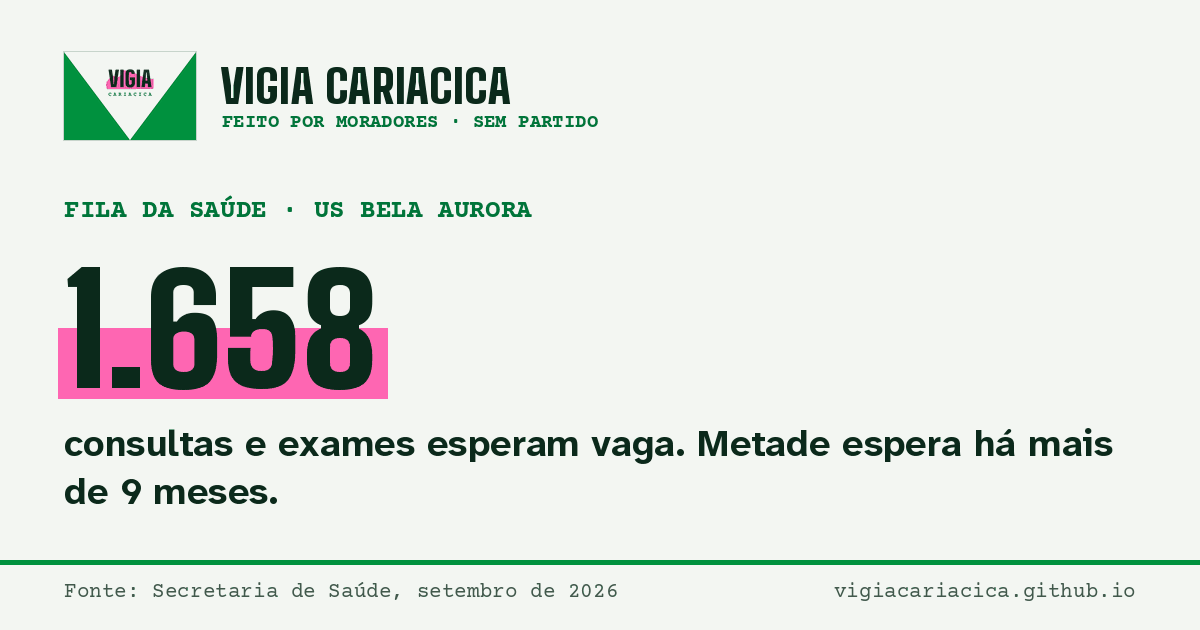 VIGIA
CARIACICA
VIGIA CARIACICA
FEITO POR MORADORES · SEM PARTIDO
FILA DA SAÚDE · US BELA AURORA
1.658
consultas e exames esperam vaga. Metade espera há mais
de 9 meses.
Fonte: Secretaria de Saúde, setembro de 2026
vigiacariacica.github.io